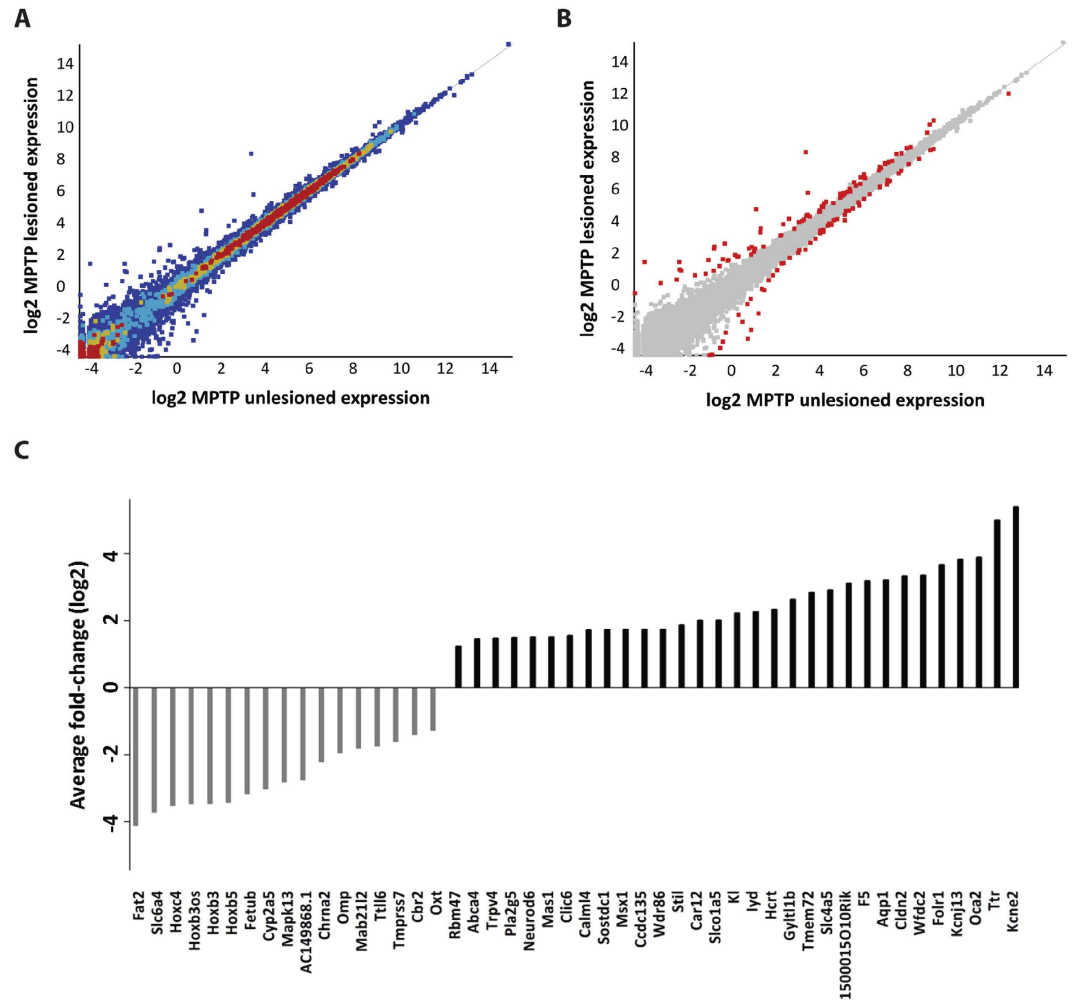 A
B
log2 MPTP lesioned expression
14
12
10
8
6
4
2
0
-2
-4
-4 -2 0 2 4 6 8 10 12 14
log2 MPTP unlesioned expression
log2 MPTP lesioned expression
14
12
10
8
6
4
2
0
-2
-4
-4 -2 0 2 4 6 8 10 12 14
log2 MPTP unlesioned expression
C
Average fold-change (log2)
4
2
0
-2
-4
Fat2
Slc6a4
Hoxc4
Hoxb3os
Hoxb3
Hoxb5
Fetub
Cyp2a5
Mapk13
AC149868.1
Chrna2
Omp
Mab21l2
Ttll6
Tmprss7
Cbr2
Oxt
Rbm47
Abca4
Trpv4
Pla2g5
Neurod6
Mas1
Clic6
Calml4
Sostdc1
Msx1
Ccdc135
Wdr86
Stil
Car12
Slco1a5
Kl
Iyd
Hcrt
Gyltl1b
Tmem72
Slc4a5
1500015O10Rik
F5
Aqp1
Cldn2
Wfdc2
Folr1
Kcnj13
Oca2
Ttr
Kcne2